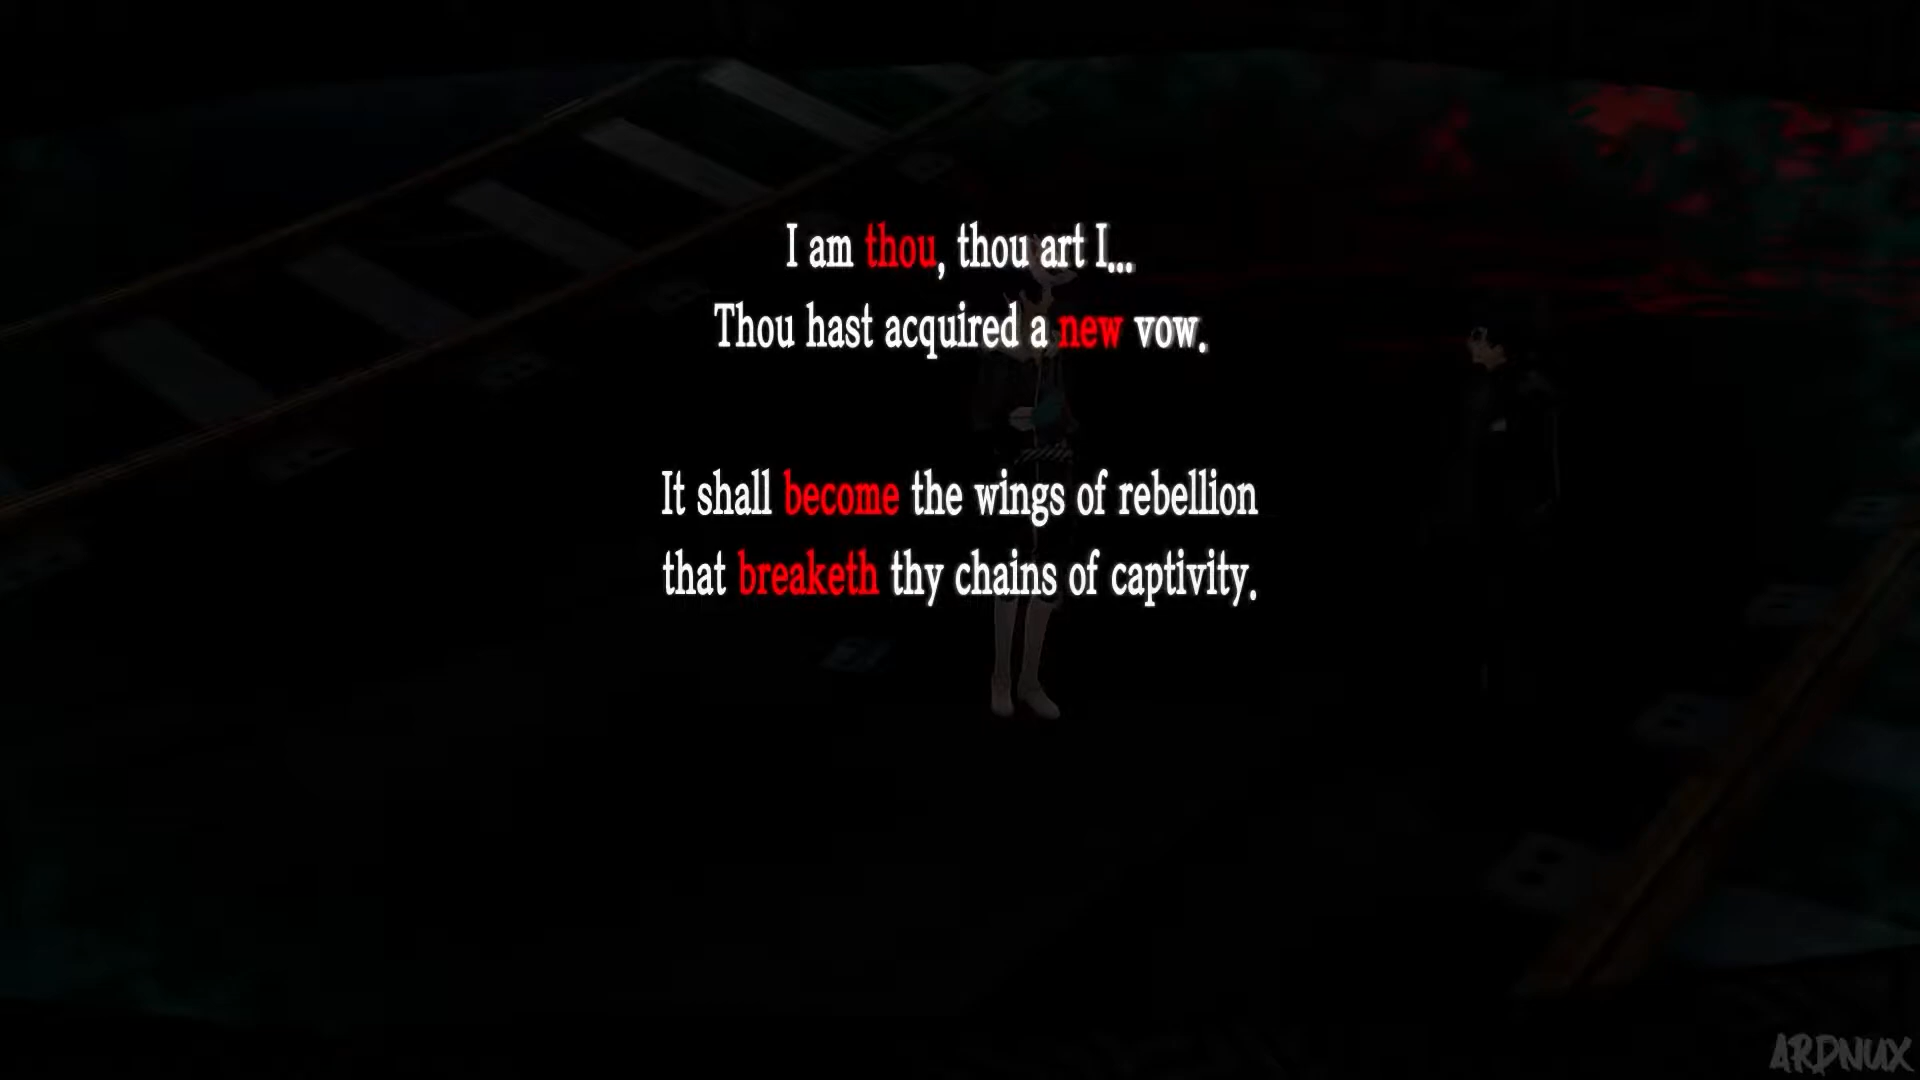 I am thou, thou art I...
Thou hast acquired a new vow.
It shall become the wings of rebellion
that breaketh thy chains of captivity.
ARDNUX